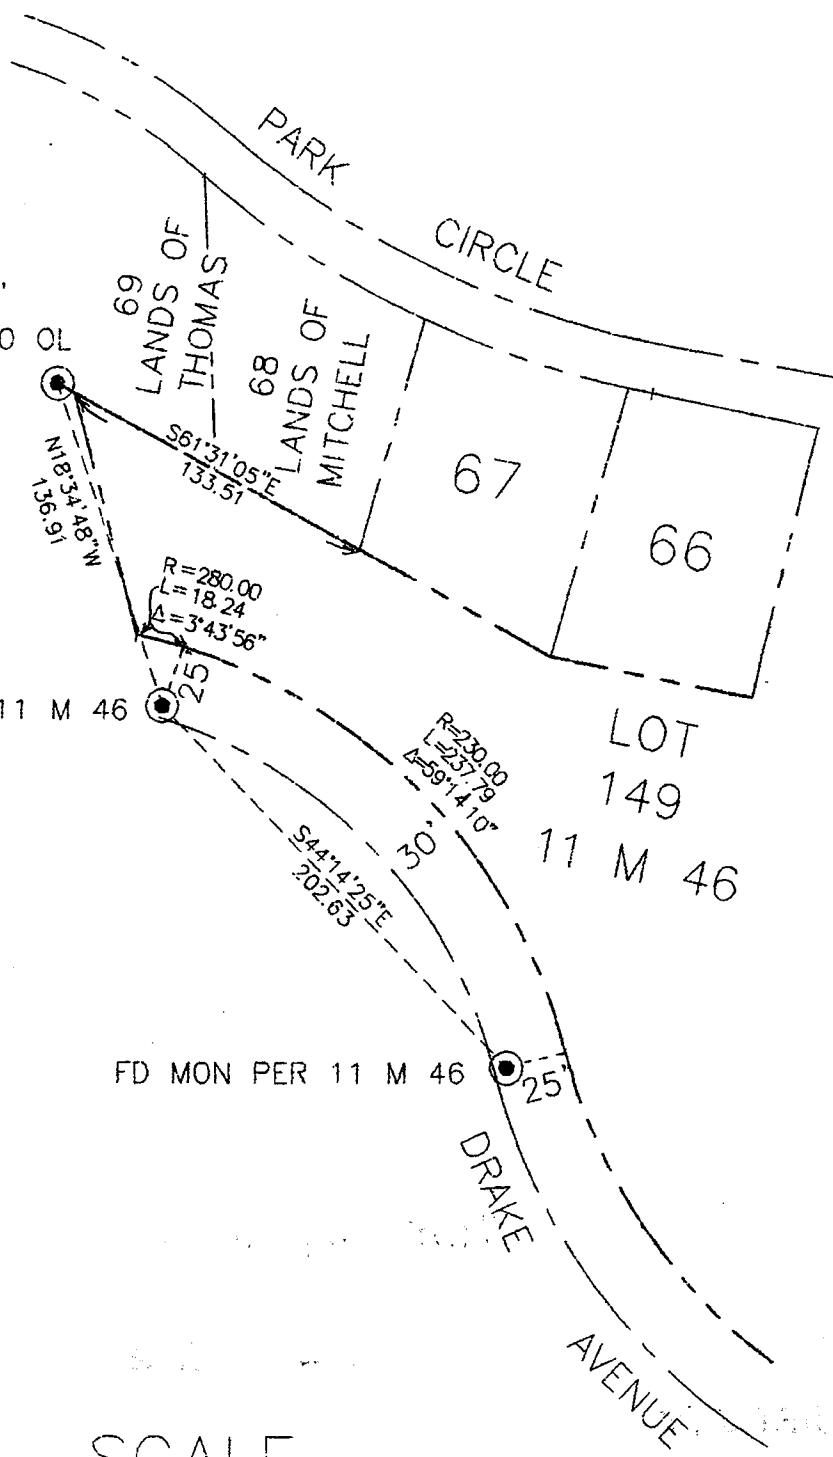 PARK
CIRCLE
69
LANDS OF
THOMAS
68
LANDS OF
MITCHELL
67
66
O OL
S61°31'05"E
133.51
N18°34'48"W
136.91
R=280.00
L=18.24
Δ=3°43'56"
25'
11 M 46
R=230.00
L=237.79
Δ=59°14'10"
30'
LOT
149
11 M 46
S44°14'25"E
202.63
FD MON PER 11 M 46
25'
DRAKE
AVENUE
SCALE